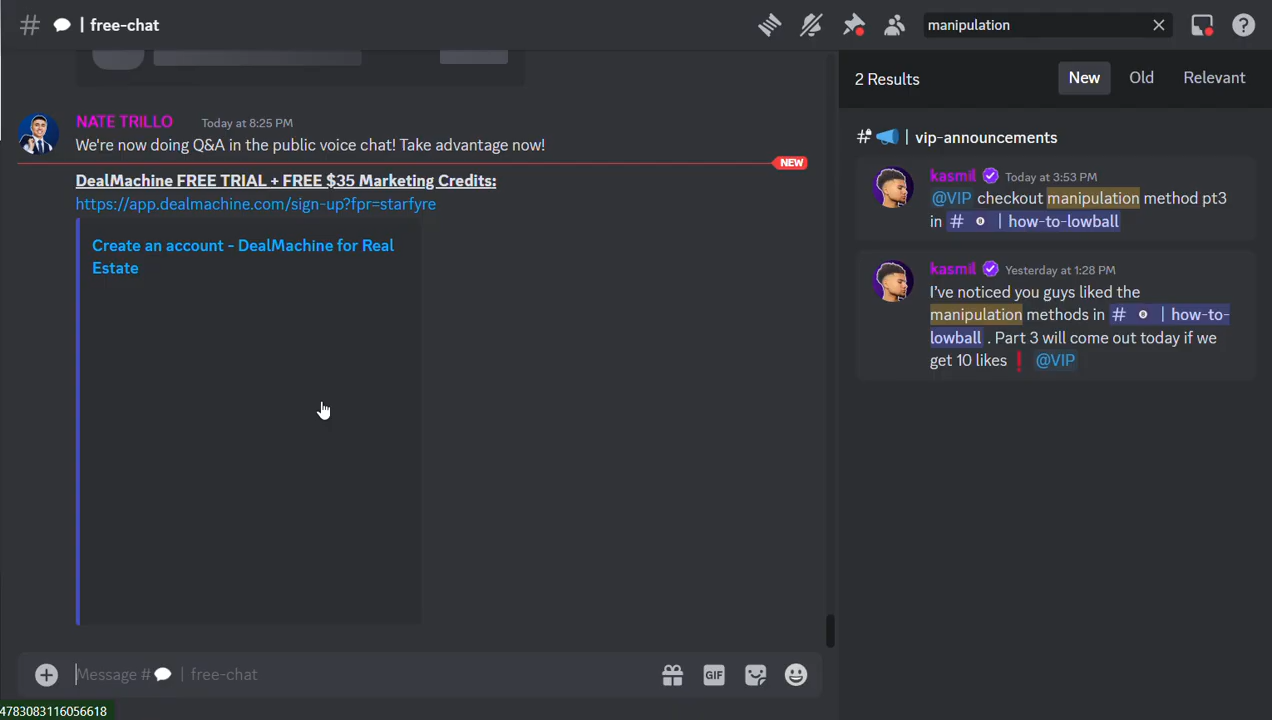 # | free-chat
manipulation
NATE TRILLO Today at 8:25 PM
We're now doing Q&A in the public voice chat! Take advantage now!
NEW
DealMachine FREE TRIAL + FREE $35 Marketing Credits:
https://app.dealmachine.com/sign-up?fpr=starfyre
Create an account - DealMachine for Real
Estate
Message # | free-chat
GIF
4783083116056618
2 Results
New Old Relevant
# | vip-announcements
kasmil Today at 3:53 PM
@VIP checkout manipulation method pt3
in # | how-to-lowball
kasmil Yesterday at 1:28 PM
I've noticed you guys liked the
manipulation methods in # | how-to-
lowball . Part 3 will come out today if we
get 10 likes ❗ @VIP